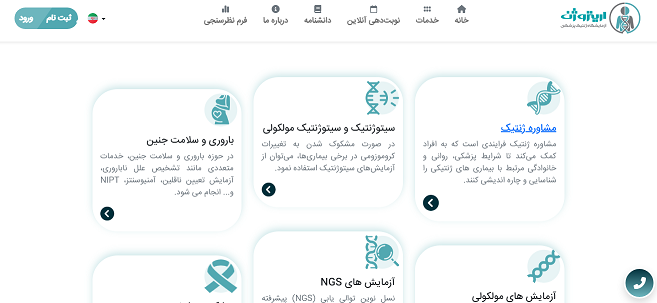 آریاژن
آزمایشگاه ژنتیک پزشکی
خانه
خدمات
نوبت‌دهی آنلاین
دانشنامه
درباره ما
فرم نظرسنجی
ثبت نام
ورود
مشاوره ژنتیک
مشاوره ژنتیک فرایندی است که به افراد
کمک می‌کند تا شرایط پزشکی، روانی و
خانوادگی مرتبط با بیماری های ژنتیکی را
شناسایی و چاره اندیشی کنند.
سیتوژنتیک و سیتوژنتیک مولکولی
در صورت مشکوک شدن به تغییرات
کروموزومی در برخی بیماری‌ها، می‌توان از
آزمایش‌های سیتوژنتیک استفاده نمود.
باروری و سلامت جنین
در حوزه باروری و سلامت جنین، خدمات
متعددی مانند تشخیص علل ناباروری،
آزمایش تعیین ناقلین، آمنیوسنتز، NIPT
و... انجام می شود.
آزمایش های مولکولی
آزمایش های NGS
نسل نوین توالی یابی (NGS) پیشرفته